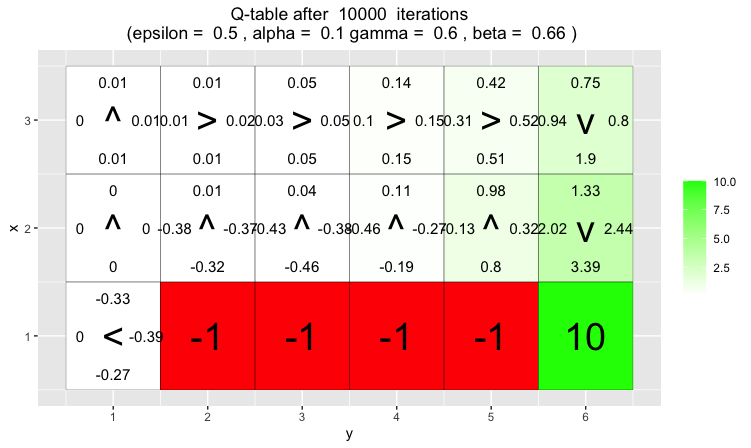 Q-table after 10000 iterations
(epsilon = 0.5 , alpha = 0.1 gamma = 0.6 , beta = 0.66 )
0.01 0.01 0.05 0.14 0.42 0.75
3 0 ^ 0.01 0.01 > 0.02 0.03 > 0.05 0.1 > 0.15 0.31 > 0.52 0.94 v 0.8
0.01 0.01 0.05 0.15 0.51 1.9
0 0.01 0.04 0.11 0.98 1.33
x 2 0 ^ 0 -0.38 ^ -0.37 -0.43 ^ -0.38 -0.46 ^ -0.27 -0.13 ^ 0.32 2.02 v 2.44
0 -0.32 -0.46 -0.19 0.8 3.39
-0.33
1 0 < -0.39 -1 -1 -1 -1 10
-0.27
1 2 3 4 5 6
y
10.0
7.5
5.0
2.5